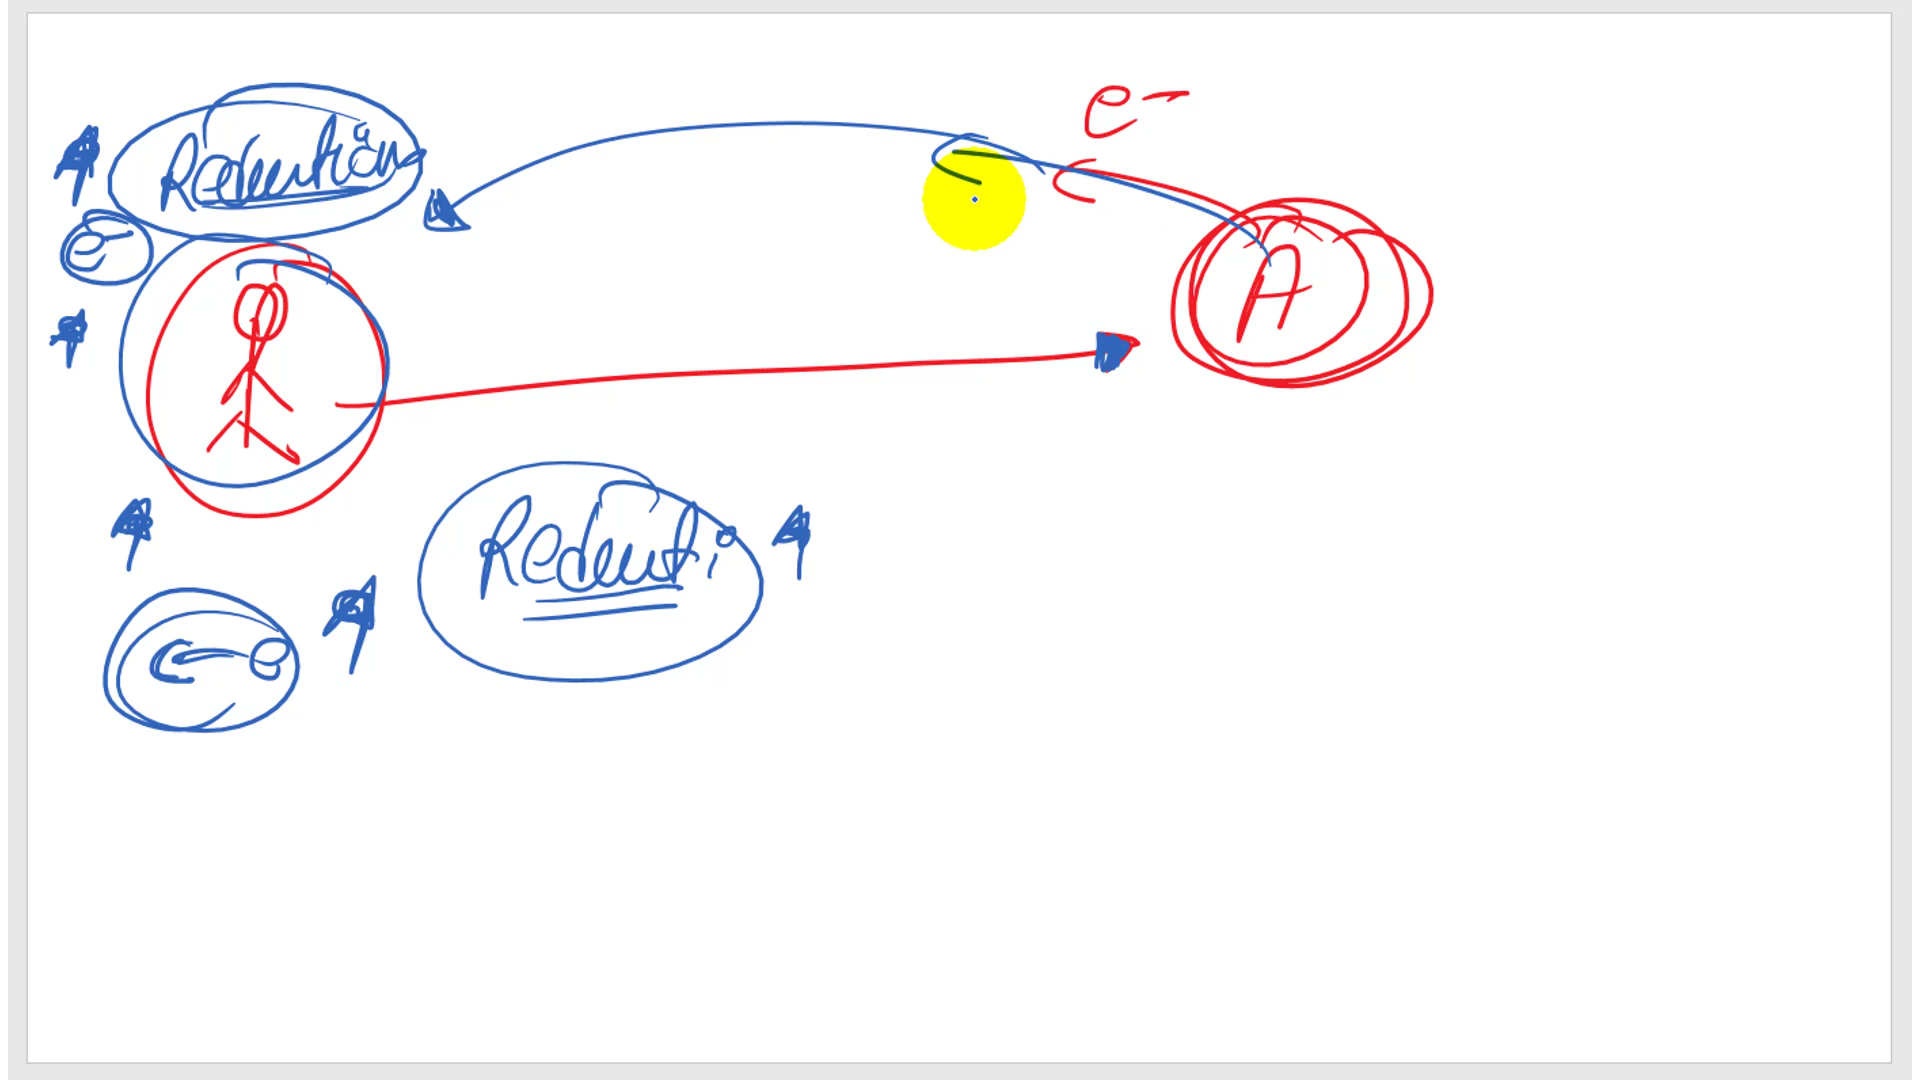 e-
Reduction
e-
A
Reducti
e